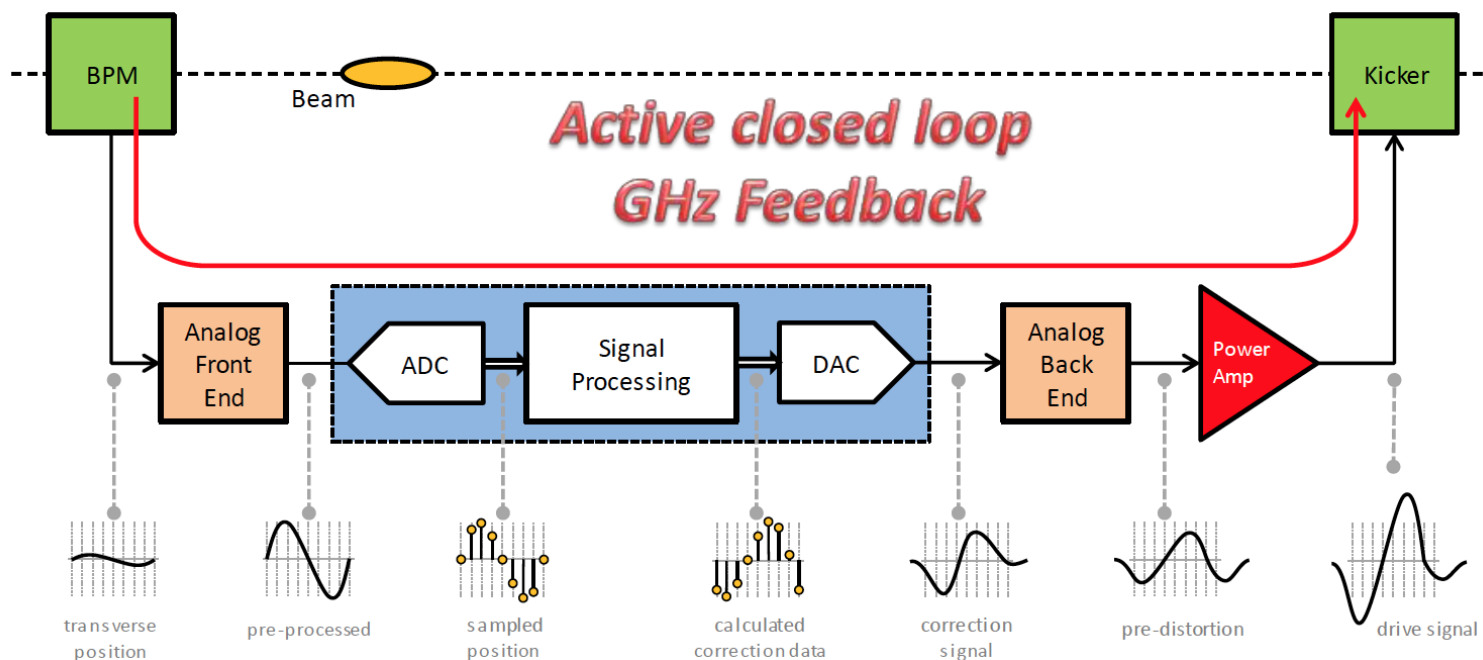 BPM
Beam
Kicker
Active closed loop
GHz Feedback
Analog
Front
End
ADC
Signal
Processing
DAC
Analog
Back
End
Power
Amp
transverse
position
pre-processed
sampled
position
calculated
correction data
correction
signal
pre-distortion
drive signal